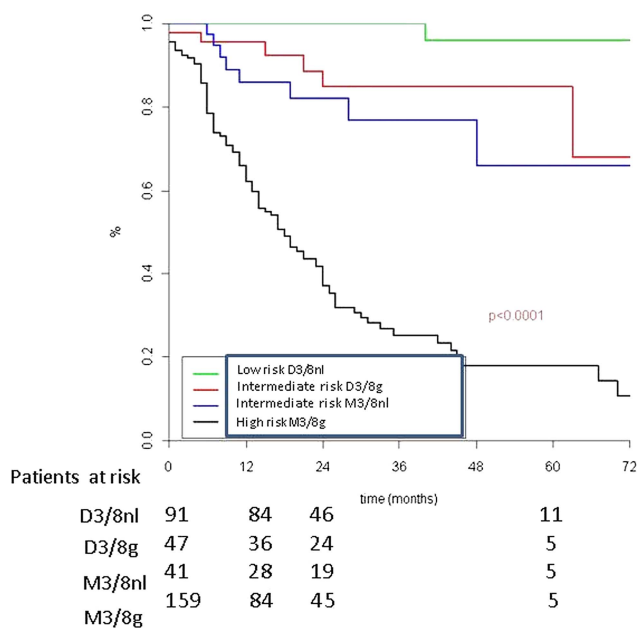 1.0
0.8
0.6
%
0.4
p<0.0001
0.2
Low risk D3/8nl
Intermediate risk D3/8g
Intermediate risk M3/8nl
High risk M3/8g
0.0
0 12 24 36 48 60 72
Patients at risk
time (months)
D3/8nl 91 84 46 11
D3/8g 47 36 24 5
M3/8nl 41 28 19 5
M3/8g 159 84 45 5